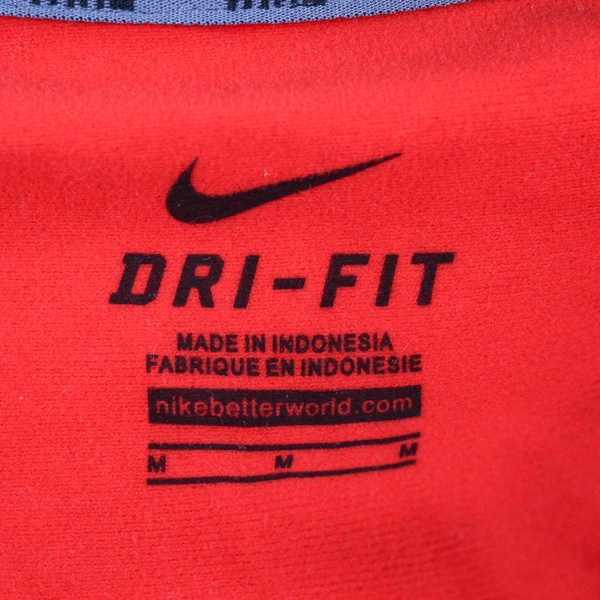 DRI-FIT
MADE IN INDONESIA
FABRIQUE EN INDONESIE
nikebetterworld.com
M M M